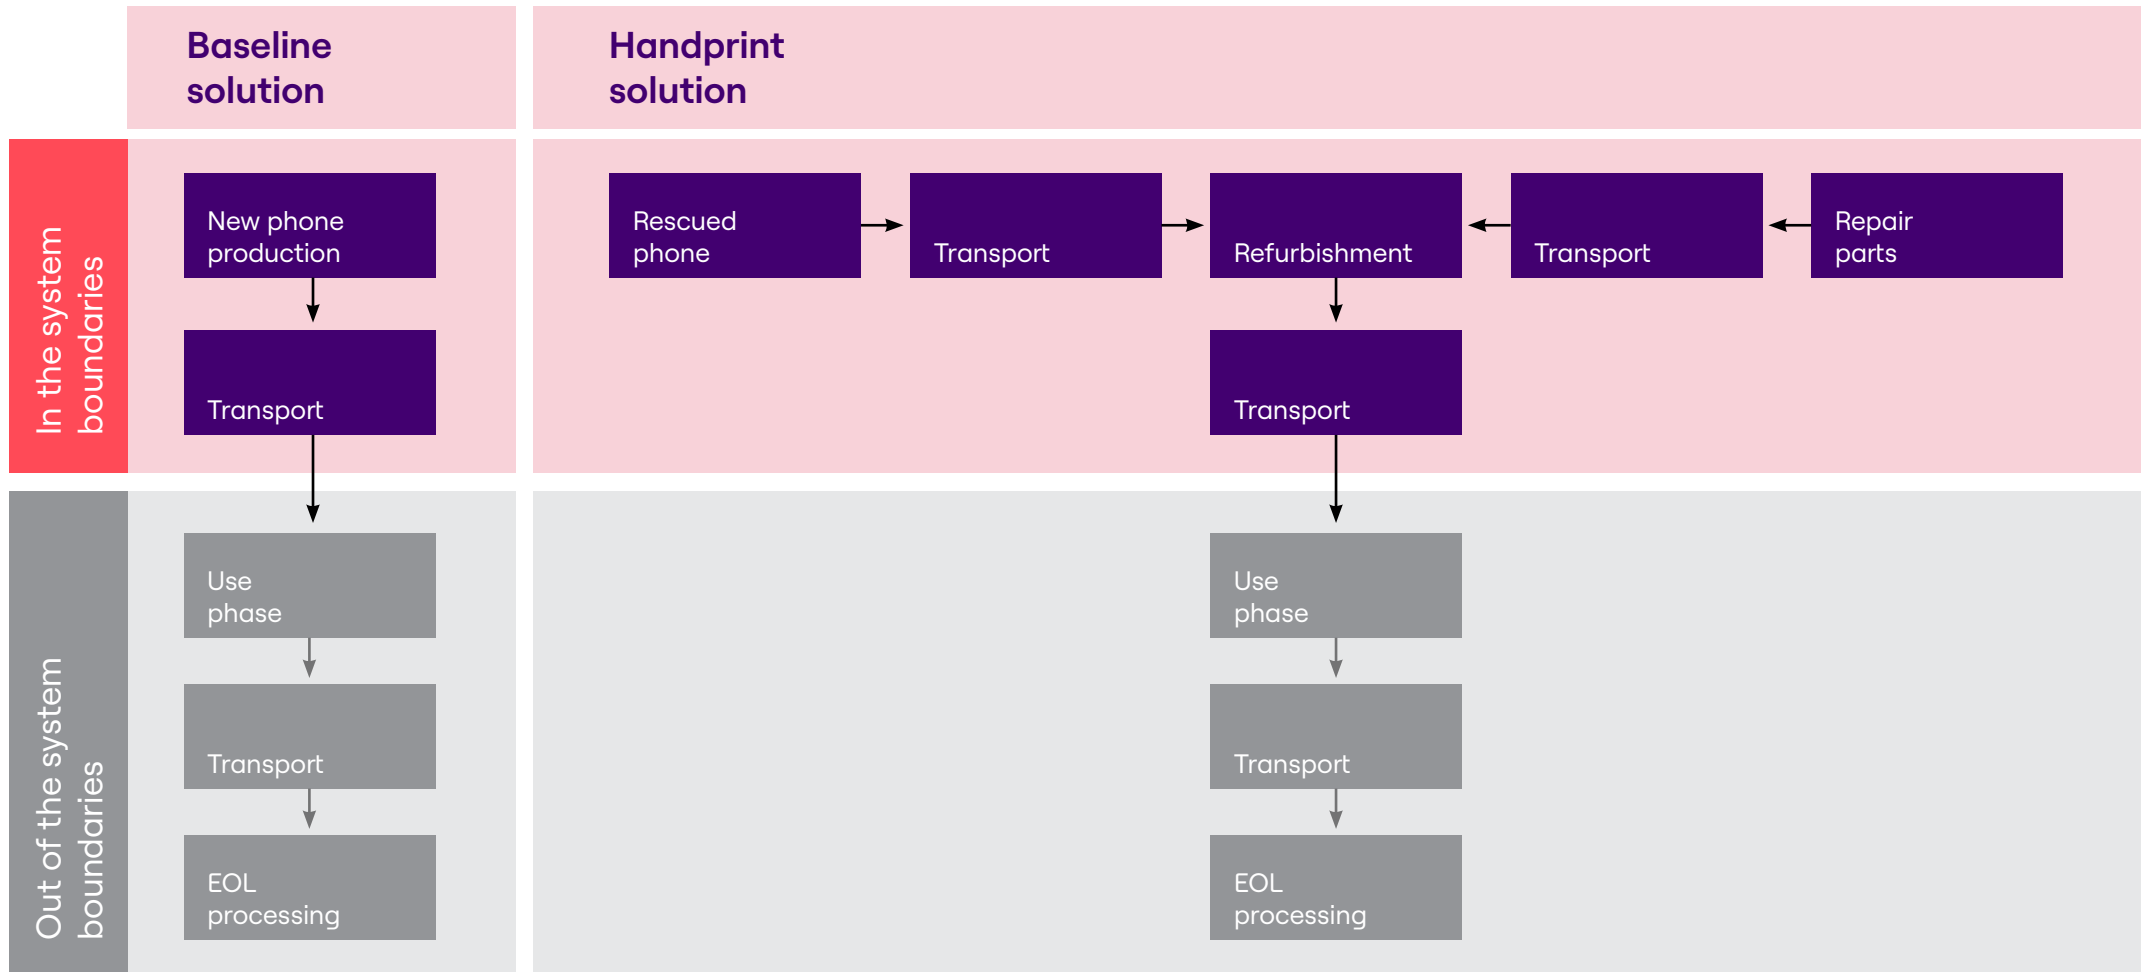 Baseline
solution
Handprint
solution
In the system
boundaries
New phone
production
Transport
Rescued
phone
Transport
Refurbishment
Transport
Repair
parts
Transport
Out of the system
boundaries
Use
phase
Transport
EOL
processing
Use
phase
Transport
EOL
processing